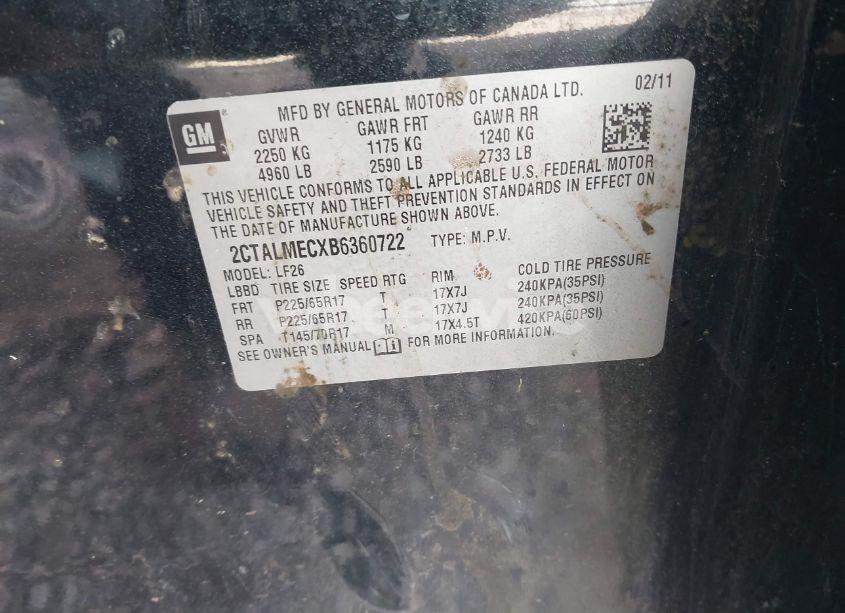 MFD BY GENERAL MOTORS OF CANADA LTD. 02/11
GM
GVWR GAWR FRT GAWR RR
2250 KG 1175 KG 1240 KG
4960 LB 2590 LB 2733 LB
THIS VEHICLE CONFORMS TO ALL APPLICABLE U.S. FEDERAL MOTOR
VEHICLE SAFETY AND THEFT PREVENTION STANDARDS IN EFFECT ON
THE DATE OF MANUFACTURE SHOWN ABOVE.
2CTALMECXB6360722 TYPE: M.P.V.
MODEL: LF26
LBBD TIRE SIZE SPEED RTG RIM COLD TIRE PRESSURE
FRT P225/65R17 T 17X7J 240KPA(35PSI)
RR P225/65R17 T 17X7J 240KPA(35PSI)
SPA T145/70R17 M 17X4.5T 420KPA(60PSI)
SEE OWNER'S MANUAL FOR MORE INFORMATION.